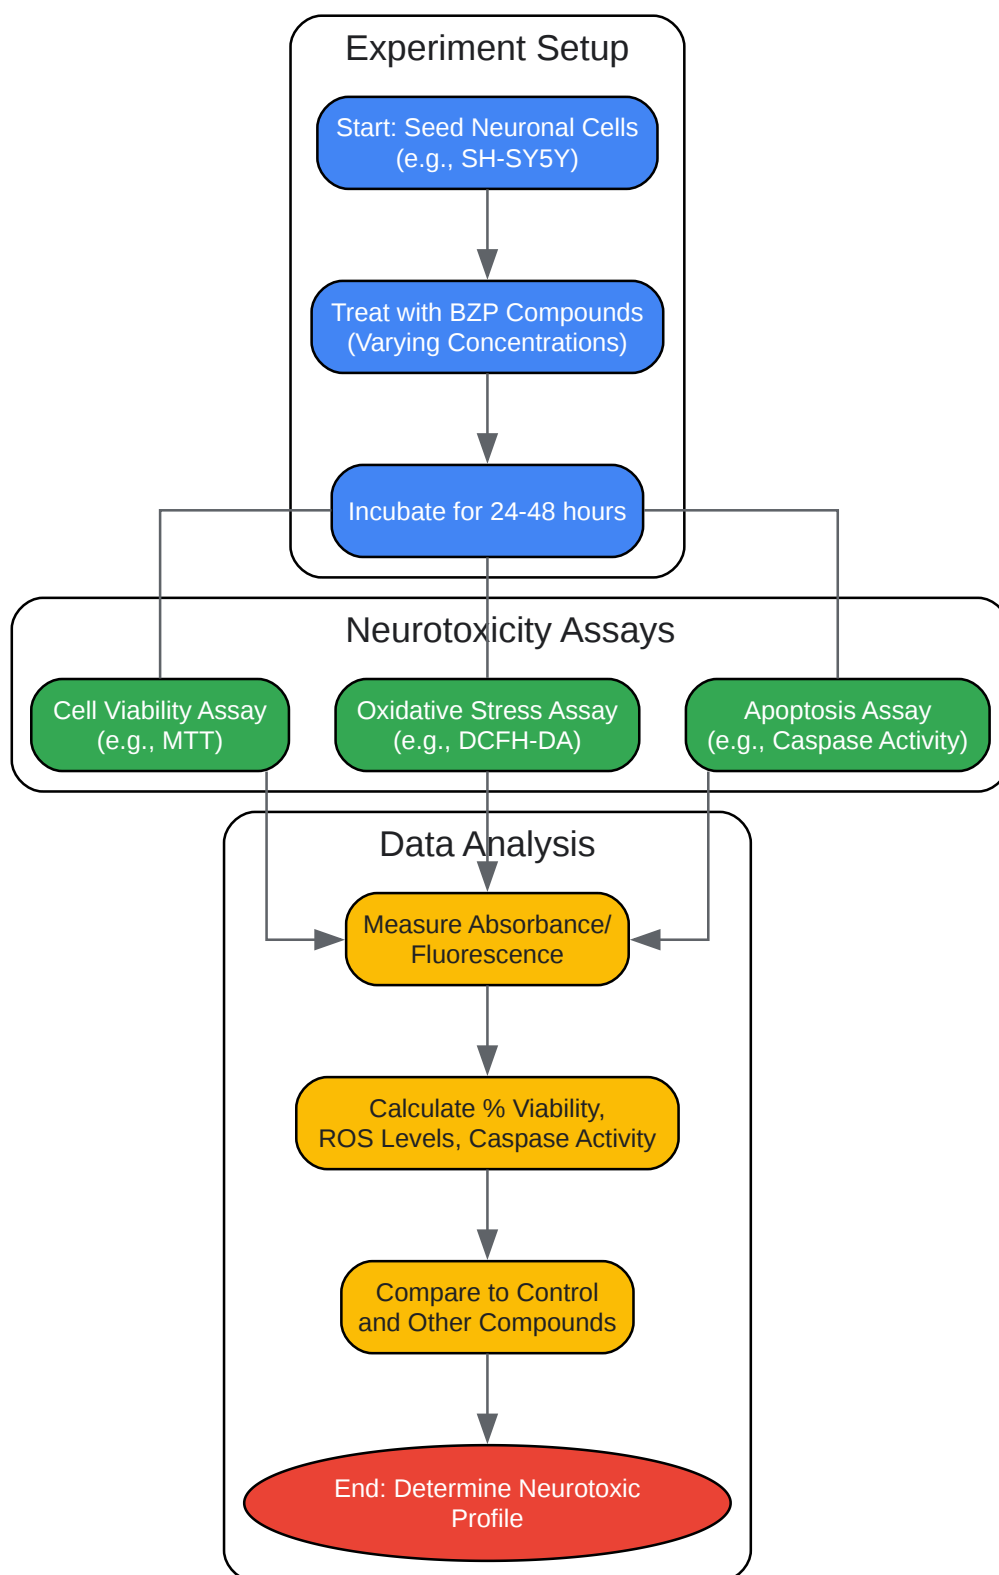 Experiment Setup
Start: Seed Neuronal Cells
(e.g., SH-SY5Y)
Treat with BZP Compounds
(Varying Concentrations)
Incubate for 24-48 hours
Neurotoxicity Assays
Cell Viability Assay
(e.g., MTT)
Oxidative Stress Assay
(e.g., DCFH-DA)
Apoptosis Assay
(e.g., Caspase Activity)
Data Analysis
Measure Absorbance/
Fluorescence
Calculate % Viability,
ROS Levels, Caspase Activity
Compare to Control
and Other Compounds
End: Determine Neurotoxic
Profile